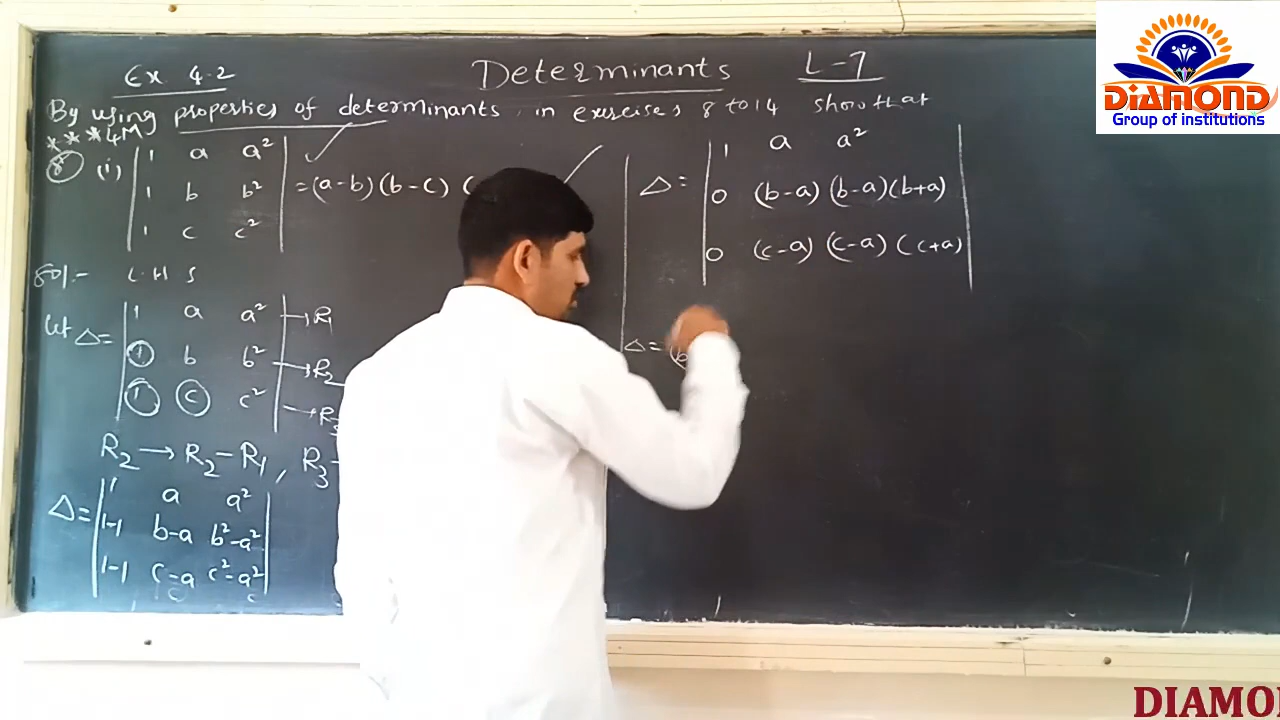 Ex 4.2 Determinants L-7
By using properties of determinants, in exercises 8 to 14 show that
***4M
8 (i) | 1 a a² |
| 1 b b² | = (a-b)(b-c) (
| 1 c c² |
Sol:- L.H.S
let Δ= | 1 a a² | → R₁
| 1 b b² | → R₂
| 1 c c² | → R₃
R₂ → R₂-R₁, R₃
Δ= | 1 a a² |
| 1-1 b-a b²-a² |
| 1-1 c-a c²-a² |
Δ= | 1 a a² |
| 0 (b-a) (b-a)(b+a) |
| 0 (c-a) (c-a)(c+a) |
Δ= (b
DIAMOND
Group of institutions
DIAMO